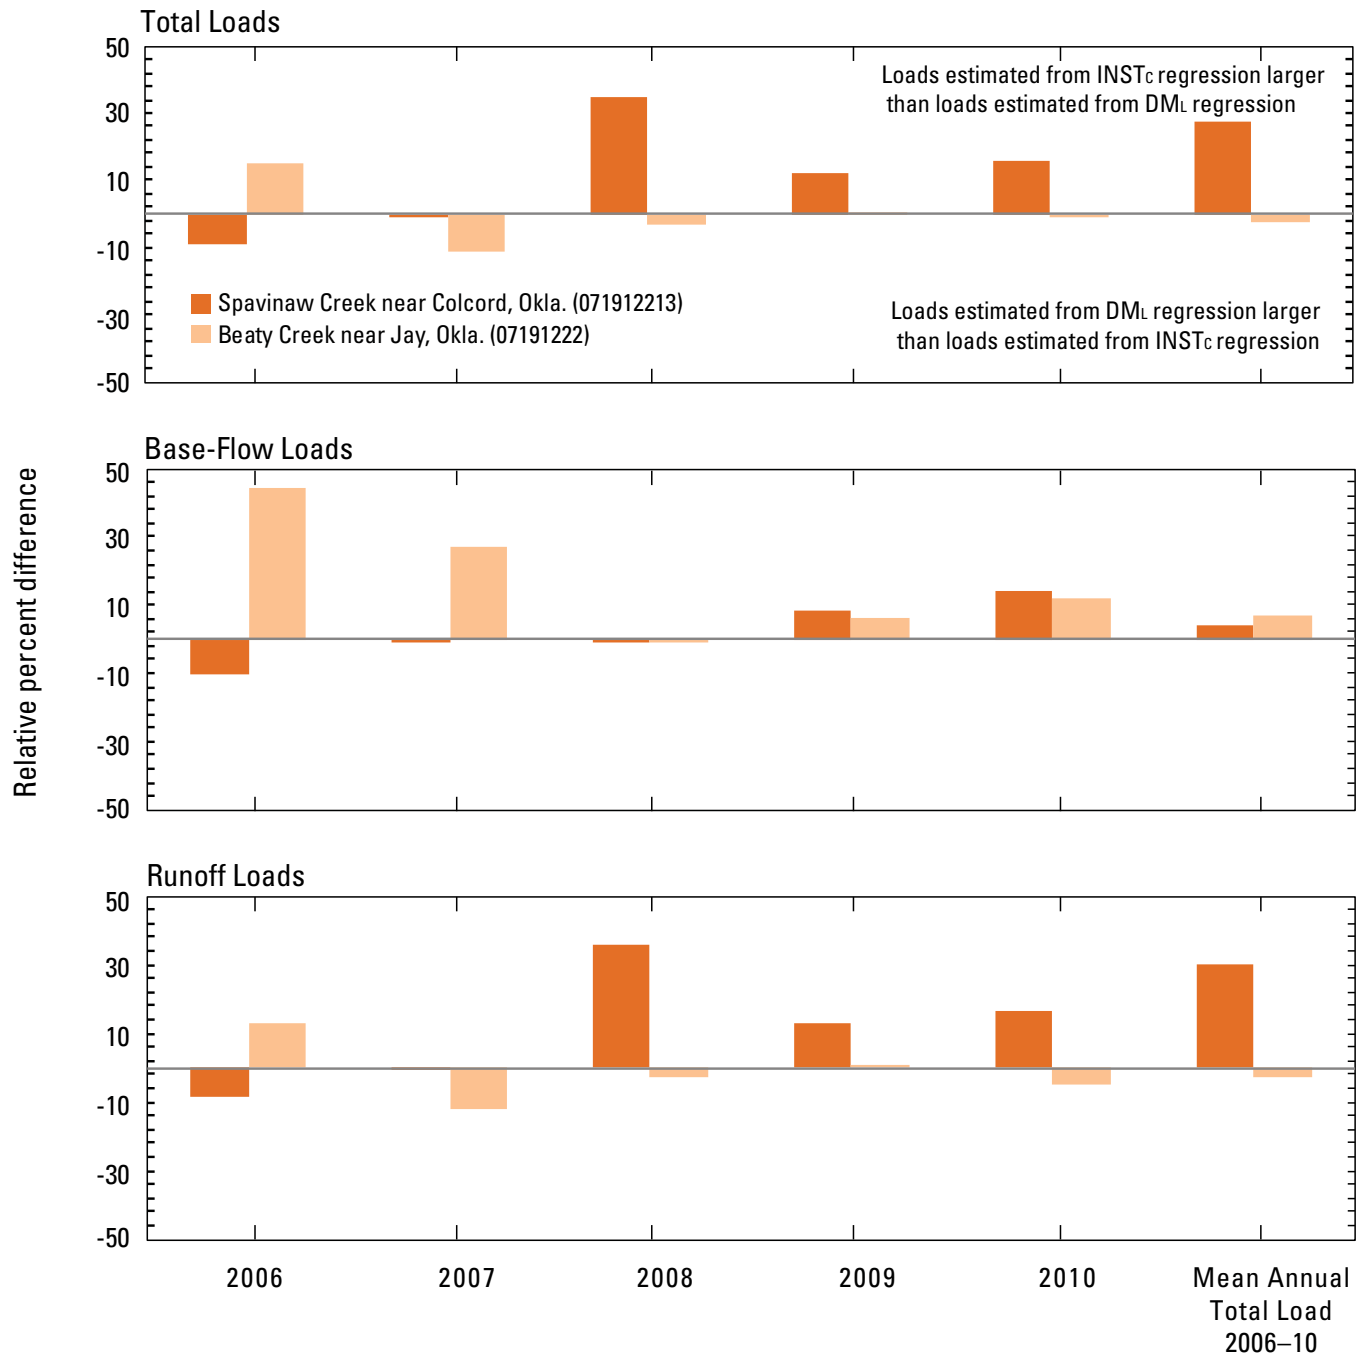 Total Loads
50
30
10
-10
-30
-50
Loads estimated from INSTC regression larger
than loads estimated from DML regression
Spavinaw Creek near Colcord, Okla. (071912213)
Beaty Creek near Jay, Okla. (07191222)
Loads estimated from DML regression larger
than loads estimated from INSTC regression
Relative percent difference
Base-Flow Loads
50
30
10
-10
-30
-50
Runoff Loads
50
30
10
-10
-30
-50
2006
2007
2008
2009
2010
Mean Annual
Total Load
2006–10